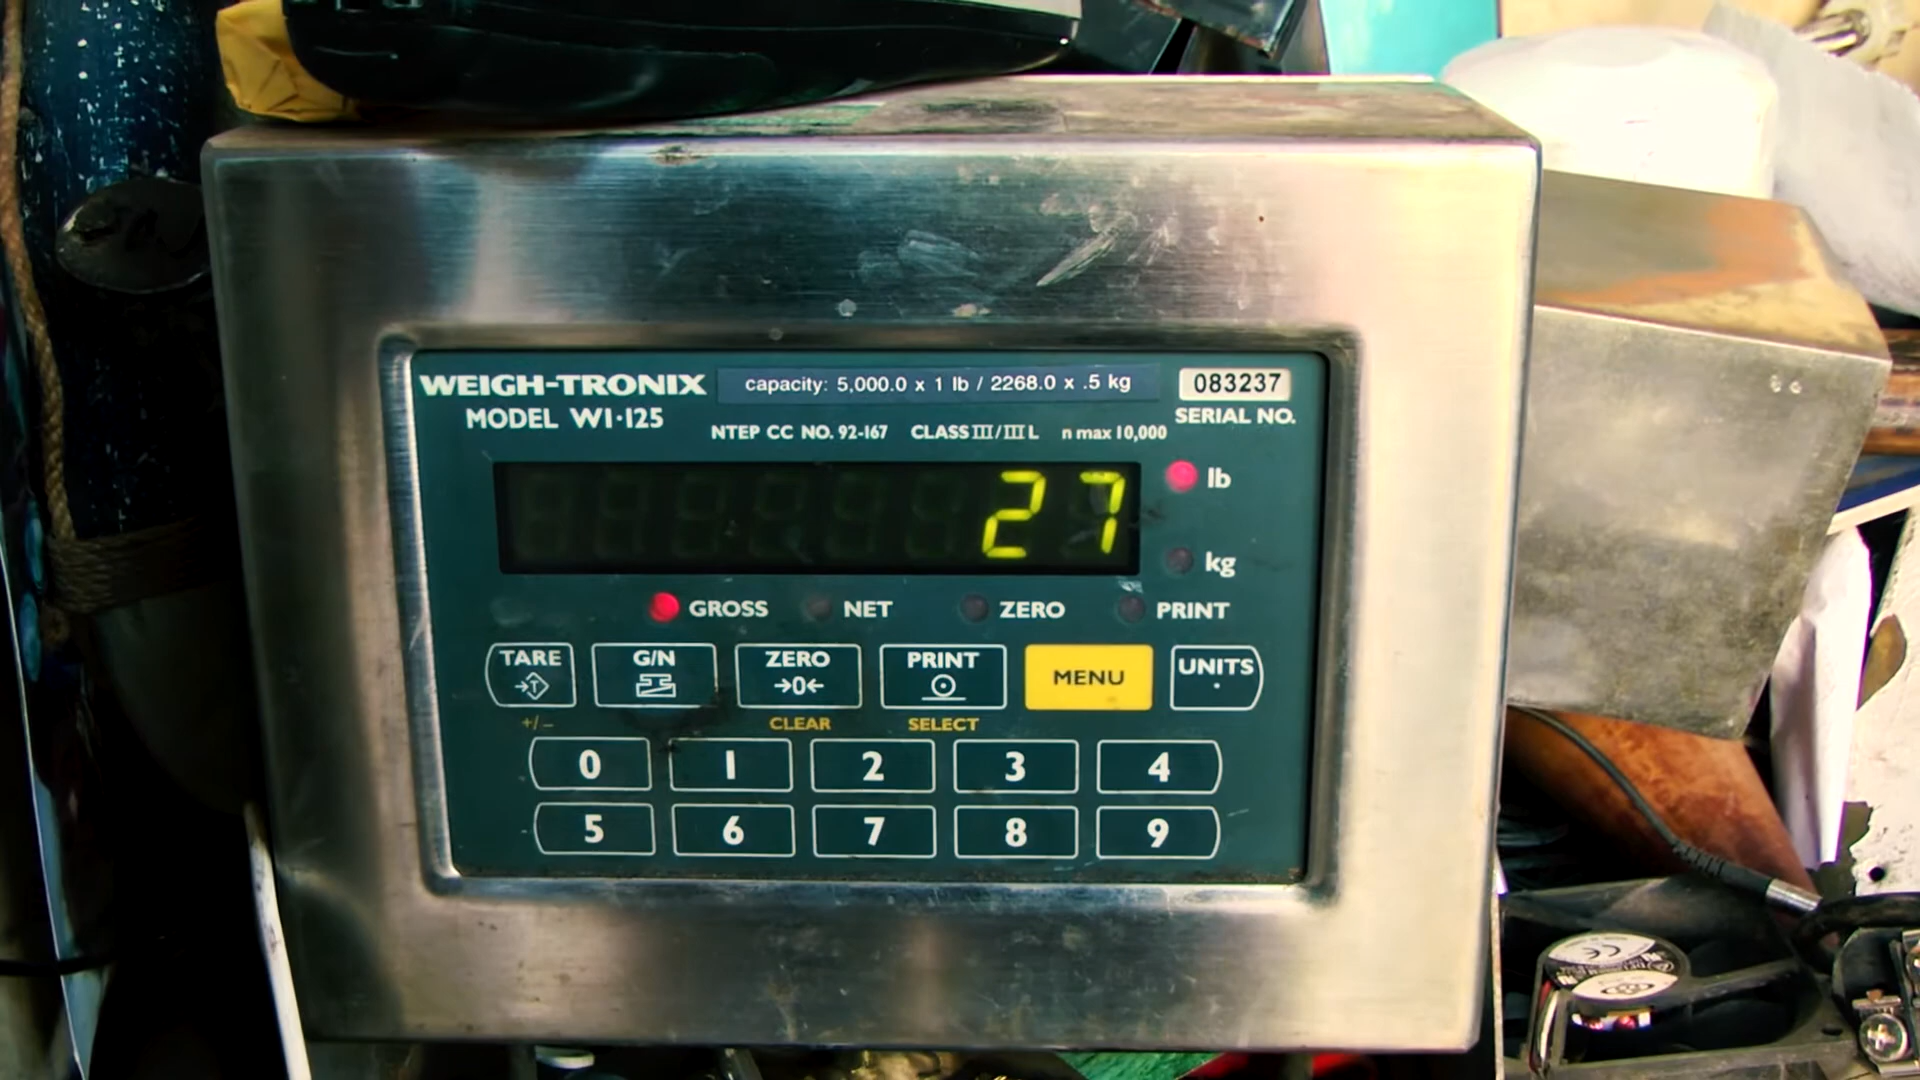 WEIGH-TRONIX capacity: 5,000.0 x 1 lb / 2268.0 x .5 kg 083237
MODEL WI·125 SERIAL NO.
NTEP CC NO. 92-167 CLASS III/III L n max 10,000
27
lb
kg
GROSS NET ZERO PRINT
TARE G/N ZERO PRINT MENU UNITS
→T← →0←
+/− CLEAR SELECT
0 1 2 3 4
5 6 7 8 9
CE